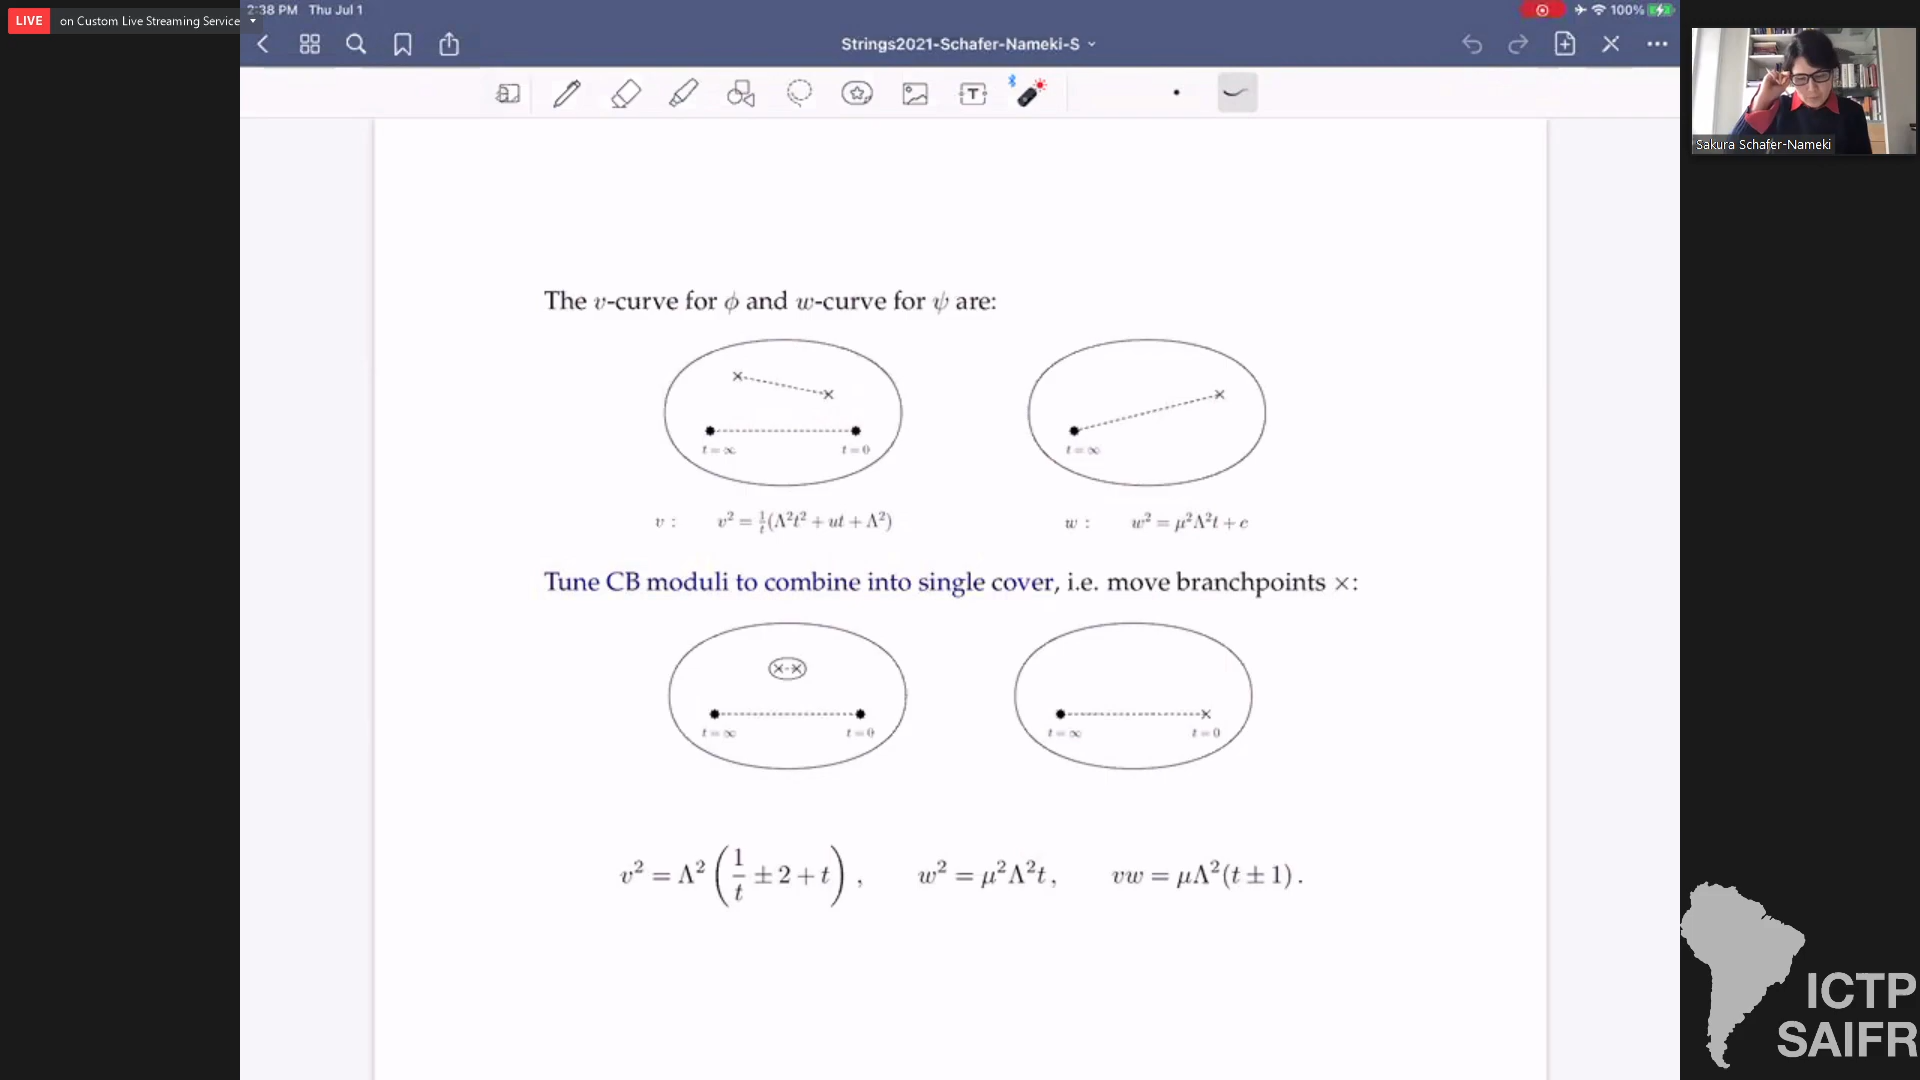 LIVE on Custom Live Streaming Service
2:38 PM Thu Jul 1
100%
Strings2021-Schafer-Nameki-S
T
Sakura Schafer-Nameki
The v-curve for ϕ and w-curve for ψ are:
t = ∞ t = 0
t = ∞
v : v² = 1/t(Λ²t² + ut + Λ²)
w : w² = μ²Λ²t + c
Tune CB moduli to combine into single cover, i.e. move branchpoints ×:
t = ∞ t = 0
t = ∞ t = 0
v² = Λ² (1/t ± 2 + t) , w² = μ²Λ²t , vw = μΛ²(t ± 1) .
ICTP
SAIFR